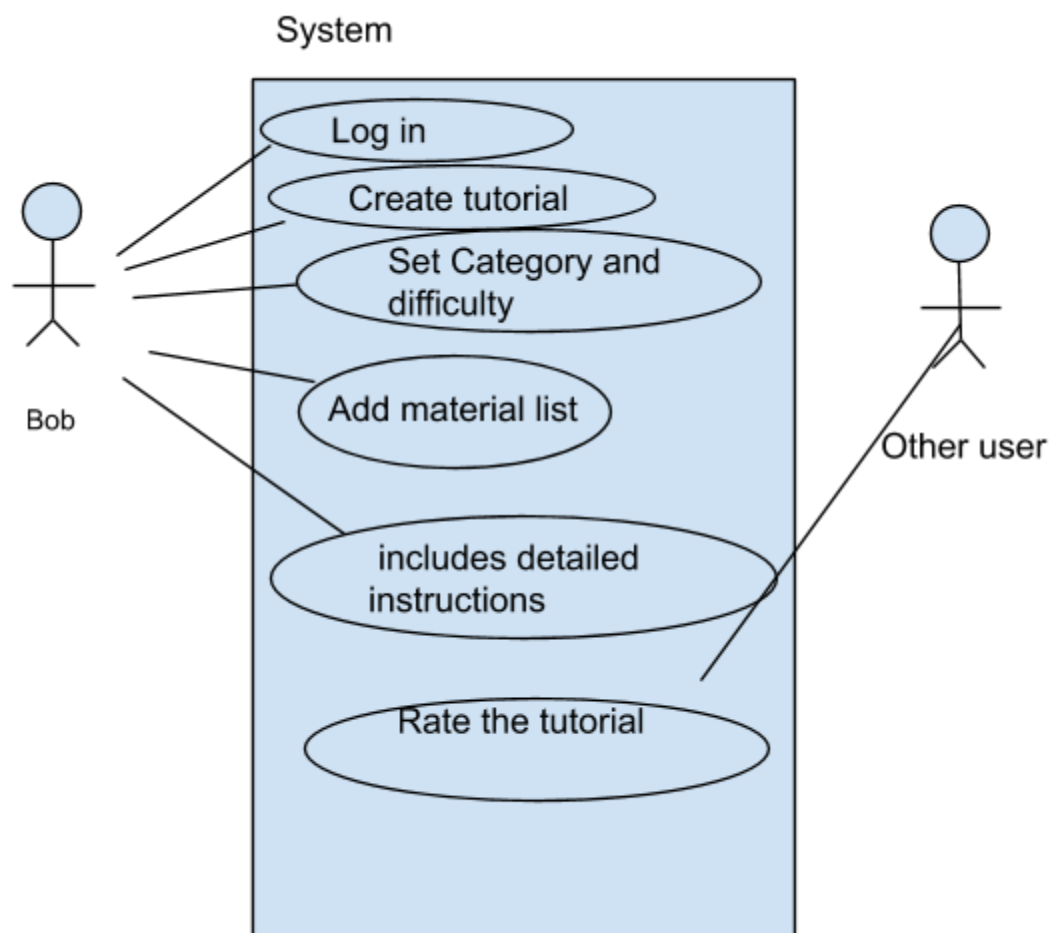 System
Log in
Create tutorial
Set Category and
difficulty
Add material list
Bob
Other user
includes detailed
instructions
Rate the tutorial